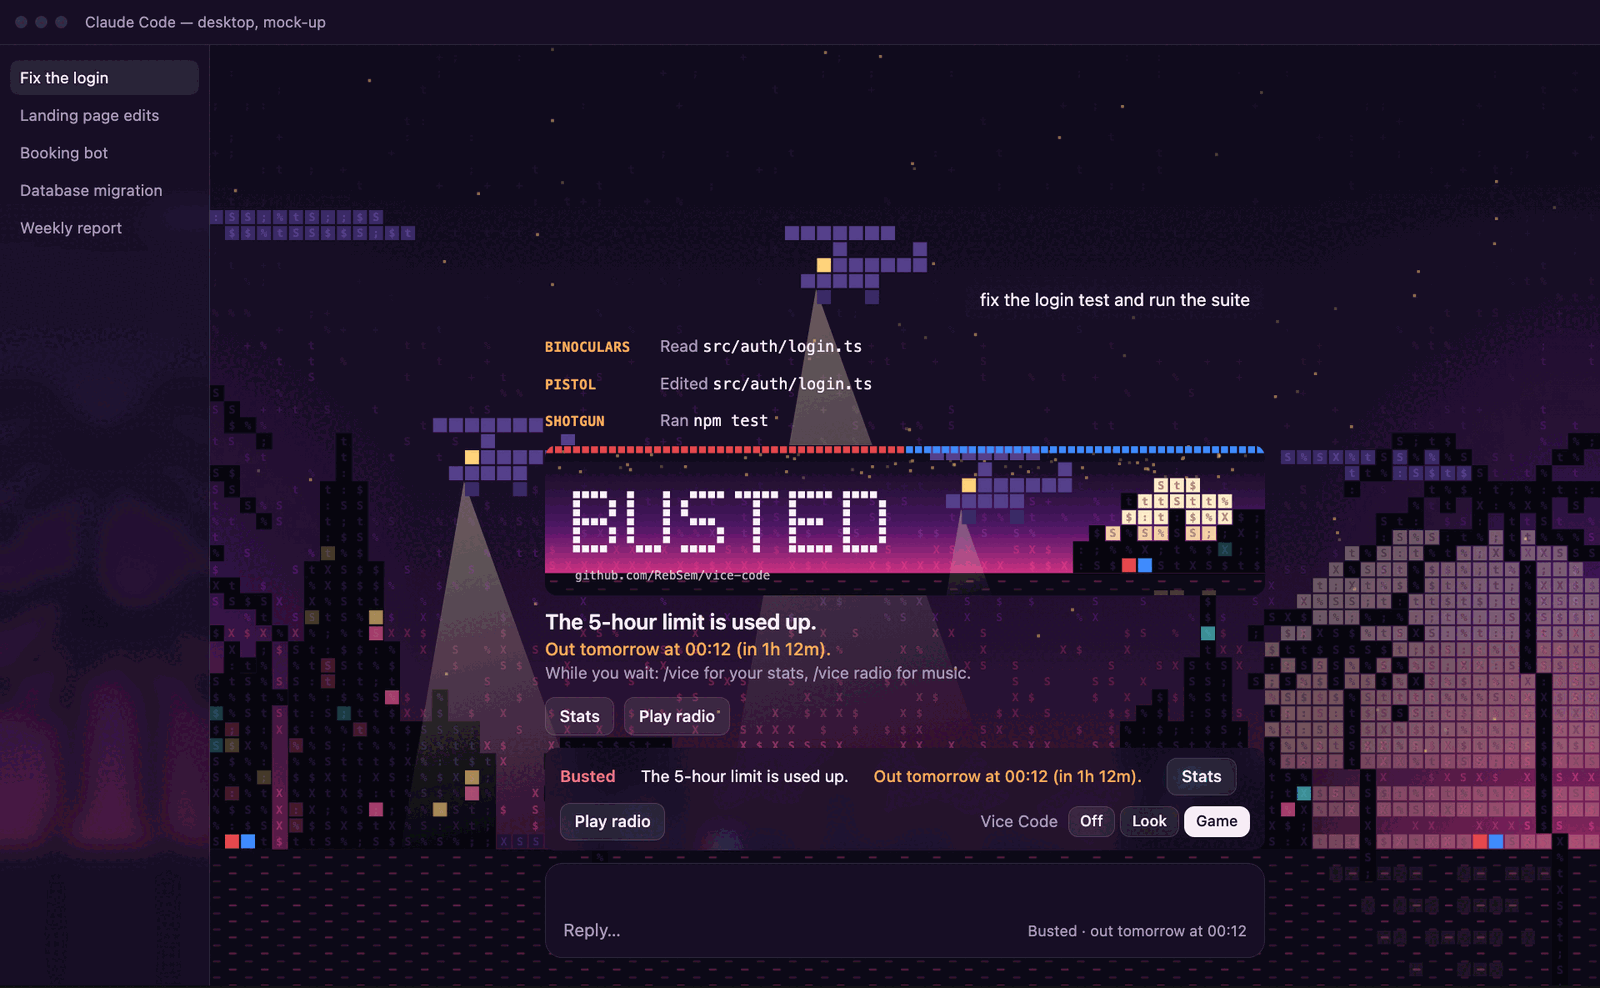 Claude Code — desktop, mock-up
Fix the login
Landing page edits
Booking bot
Database migration
Weekly report
fix the login test and run the suite
BINOCULARS Read src/auth/login.ts
PISTOL Edited src/auth/login.ts
SHOTGUN Ran npm test
BUSTED
github.com/RebSem/vice-code
The 5-hour limit is used up.
Out tomorrow at 00:12 (in 1h 12m).
While you wait: /vice for your stats, /vice radio for music.
Stats Play radio
Busted The 5-hour limit is used up. Out tomorrow at 00:12 (in 1h 12m). Stats
Play radio Vice Code Off Look Game
Reply...
Busted · out tomorrow at 00:12